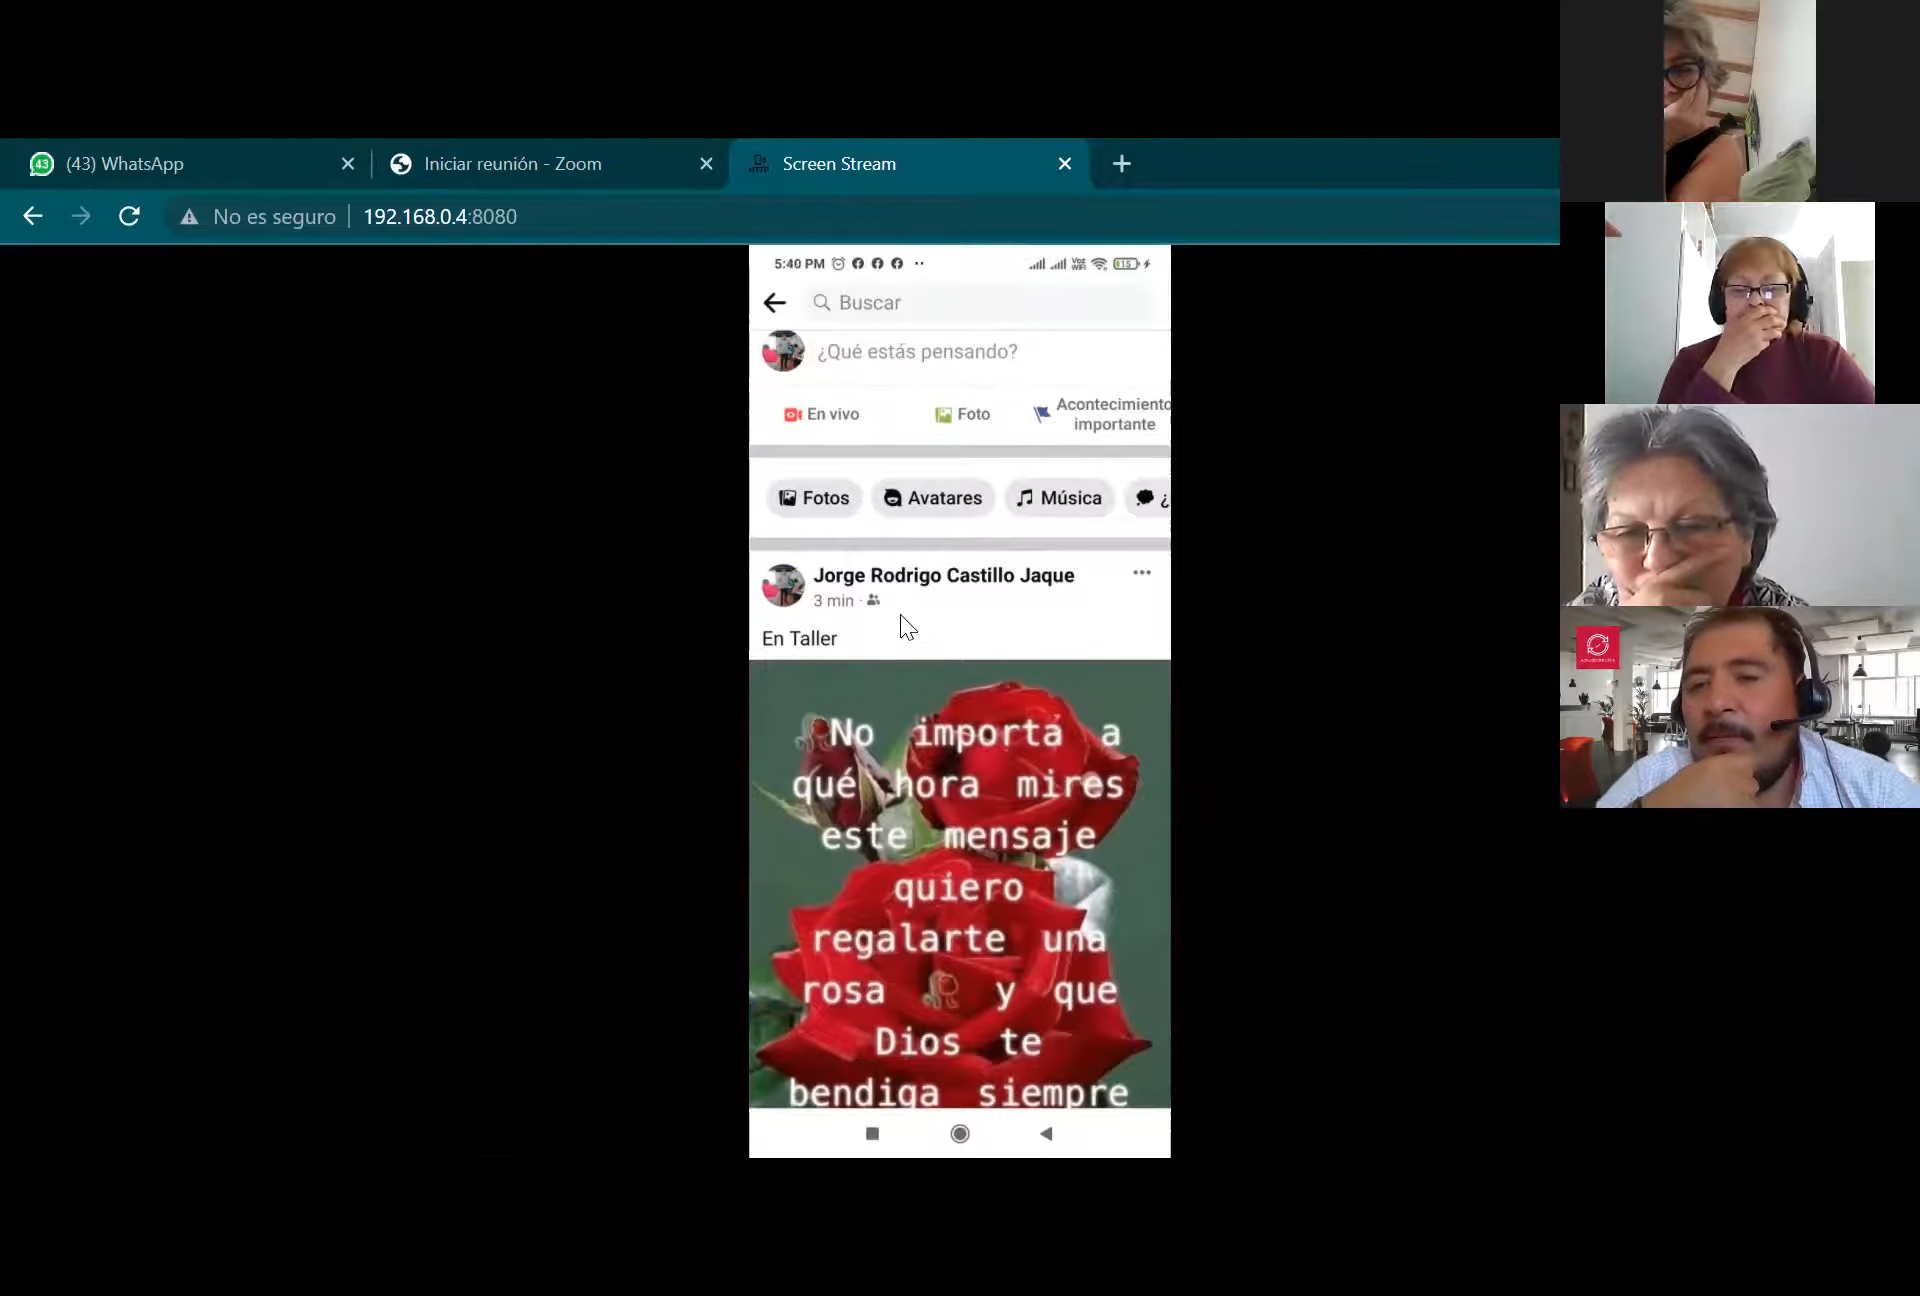 (43) WhatsApp
Iniciar reunión - Zoom
Screen Stream
No es seguro
192.168.0.4:8080
5:40 PM
Buscar
¿Qué estás pensando?
En vivo
Foto
Acontecimiento
importante
Fotos
Avatares
Música
¿
Jorge Rodrigo Castillo Jaque
3 min ·
En Taller
No importa a
qué hora mires
este mensaje
quiero
regalarte una
rosa y que
Dios te
bendiga siempre